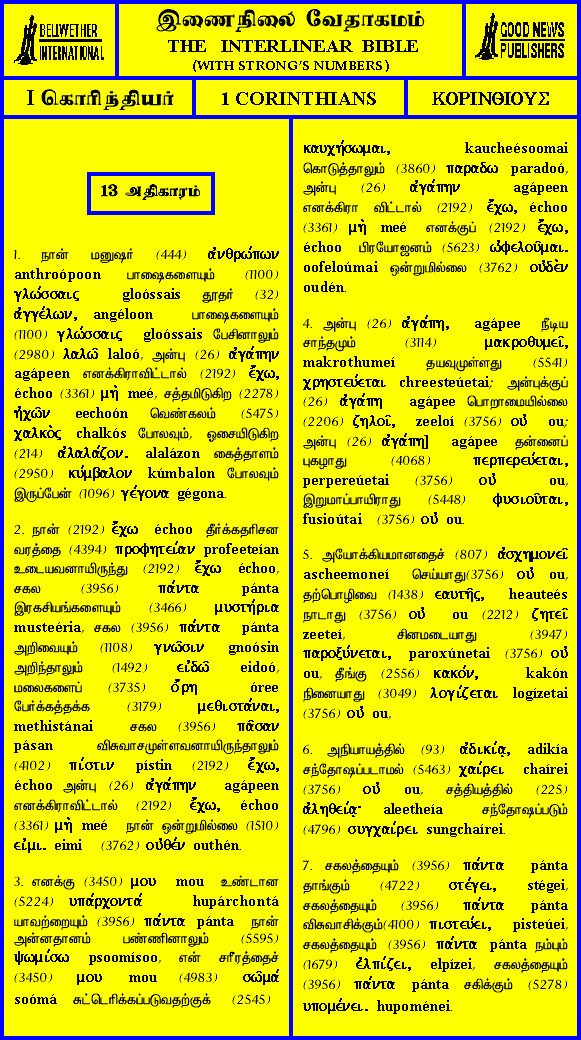 BELLWETHER
INTERNATIONAL
இணைநிலை வேதாகமம்
THE INTERLINEAR BIBLE
(WITH STRONG'S NUMBERS)
GOOD NEWS
PUBLISHERS
I கொரிந்தியர்
1 CORINTHIANS
ΚΟΡΙΝΘΙΟΥΣ
13 அதிகாரம்
1. நான் மனுஷர் (444) ἀνθρώπων
anthroópoon பாஷைகளையும் (1100)
γλώσσαις gloóssais தூதர் (32)
ἀγγέλων, angéloon பாஷைகளையும்
(1100) γλώσσαις gloóssais பேசினாலும்
(2980) λαλῶ laloó, அன்பு (26) ἀγάπην
agápeen எனக்கிராவிட்டால் (2192) ἔχω,
échoo (3361) μὴ meé, சத்தமிடுகிற (2278)
ἠχῶν eechoón வெண்கலம் (5475)
χαλκὸς chalkós போலவும், ஓசையிடுகிற
(214) ἀλαλάζον. alalázon கைத்தாளம்
(2950) κύμβαλον kúmbalon போலவும்
இருப்பேன் (1096) γέγονα gégona.
2. நான் (2192) ἔχω échoo தீர்க்கதரிசன
வரத்தை (4394) προφητείαν profeeteían
உடையவனாயிருந்து (2192) ἔχω échoo,
சகல (3956) πάντα pánta
இரகசியங்களையும் (3466) μυστήρια
musteéria, சகல (3956) πάντα pánta
அறிவையும் (1108) γνῶσιν gnoósin
அறிந்தாலும் (1492) εἰδῶ eidoó,
மலைகளைப் (3735) ὄρη óree
பேர்க்கத்தக்க (3179) μεθιστάναι,
methistánai சகல (3956) πᾶσαν
pásan விசுவாசமுள்ளவனாயிருந்தாலும்
(4102) πίστιν pístin (2192) ἔχω,
échoo அன்பு (26) ἀγάπην agápeen
எனக்கிராவிட்டால் (2192) ἔχω, échoo
(3361) μὴ meé நான் ஒன்றுமில்லை (1510)
εἰμι. eimi (3762) οὐθέν outhén.
3. எனக்கு (3450) μου mou உண்டான
(5224) υπάρχοντά hupárchontá
யாவற்றையும் (3956) πάντα pánta நான்
அன்னதானம் பண்ணினாலும் (5595)
ψωμίσω psoomísoo, என் சரீரத்தைச்
(3450) μου mou (4983) σῶμά
soómá சுட்டெரிக்கப்படுவதற்குக் (2545)
καυχήσωμαι, kaucheésoomai
கொடுத்தாலும் (3860) παραδω paradoó,
அன்பு (26) ἀγάπην agápeen
எனக்கிரா விட்டால் (2192) ἔχω, échoo
(3361) μὴ meé எனக்குப் (2192) ἔχω,
échoo பிரயோஜனம் (5623) ὠφελοῦμαι.
oofeloúmai ஒன்றுமில்லை (3762) οὐδὲν
oudén.
4. அன்பு (26) ἀγάπη, agápee நீடிய
சாந்தமும் (3114) μακροθυμεῖ,
makrothumeí தயவுமுள்ளது (5541)
χρηστεύεται chreesteúetai; அன்புக்குப்
(26) ἀγάπη agápee பொறாமையில்லை
(2206) ζηλοῖ, zeeloí (3756) οὐ ou;
அன்பு (26) ἀγάπη] agápee தன்னைப்
புகழாது (4068) περπερεύεται,
perpereúetai (3756) οὐ ou,
இறுமாப்பாயிராது (5448) φυσιοῦται,
fusioútai (3756) οὐ ou.
5. அயோக்கியமானதைச் (807) ἀσχημονεῖ
ascheemoneí செய்யாது(3756) οὐ ou,
தற்பொழிவை (1438) εαυτῆς, heauteés
நாடாது (3756) οὐ ou (2212) ζητεῖ
zeeteí, சினமடையாது (3947)
παροξύνεται, paroxúnetai (3756) οὐ
ou, தீங்கு (2556) κακόν, kakón
நினையாது (3049) λογίζεται logízetai
(3756) οὐ ou,
6. அநியாயத்தில் (93) ἀδικίᾳ, adikía
சந்தோஷப்படாமல் (5463) χαίρει chaírei
(3756) οὐ ou, சத்தியத்தில் (225)
ἀληθείᾳ· aleetheía சந்தோஷப்படும்
(4796) συγχαίρει sungchaírei.
7. சகலத்தையும் (3956) πάντα pánta
தாங்கும் (4722) στέγει, stégei,
சகலத்தையும் (3956) πάντα pánta
விசுவாசிக்கும்(4100) πιστεύει, pisteúei,
சகலத்தையும் (3956) πάντα pánta நம்பும்
(1679) ἐλπίζει, elpízei, சகலத்தையும்
(3956) πάντα pánta சகிக்கும் (5278)
υπομένει. hupoménei.